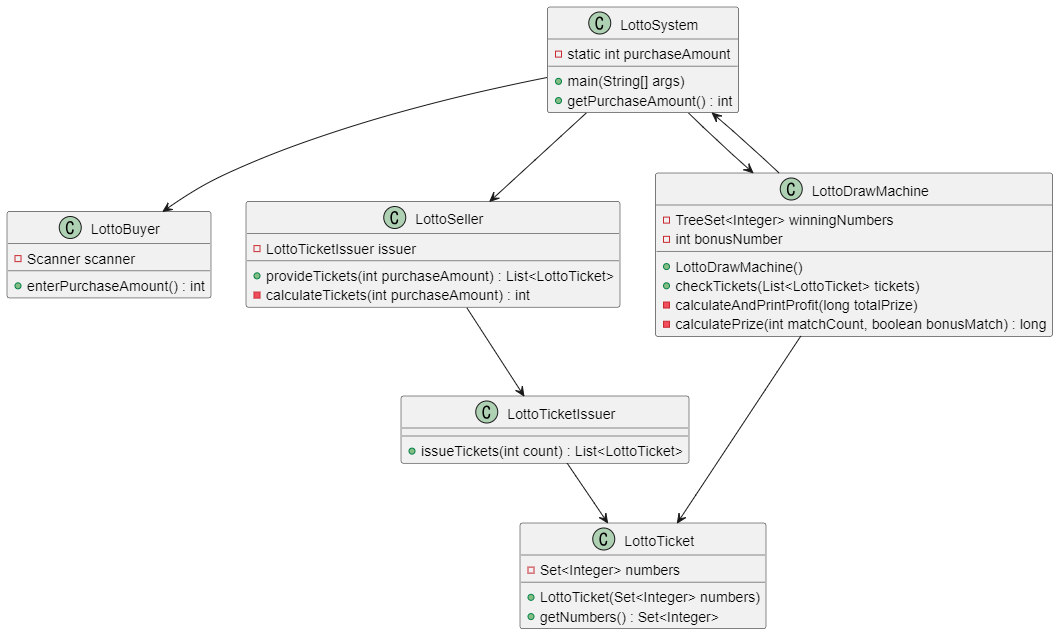 C LottoSystem
static int purchaseAmount
main(String[] args)
getPurchaseAmount() : int
C LottoBuyer
Scanner scanner
enterPurchaseAmount() : int
C LottoSeller
LottoTicketIssuer issuer
provideTickets(int purchaseAmount) : List<LottoTicket>
calculateTickets(int purchaseAmount) : int
C LottoDrawMachine
TreeSet<Integer> winningNumbers
int bonusNumber
LottoDrawMachine()
checkTickets(List<LottoTicket> tickets)
calculateAndPrintProfit(long totalPrize)
calculatePrize(int matchCount, boolean bonusMatch) : long
C LottoTicketIssuer
issueTickets(int count) : List<LottoTicket>
C LottoTicket
Set<Integer> numbers
LottoTicket(Set<Integer> numbers)
getNumbers() : Set<Integer>